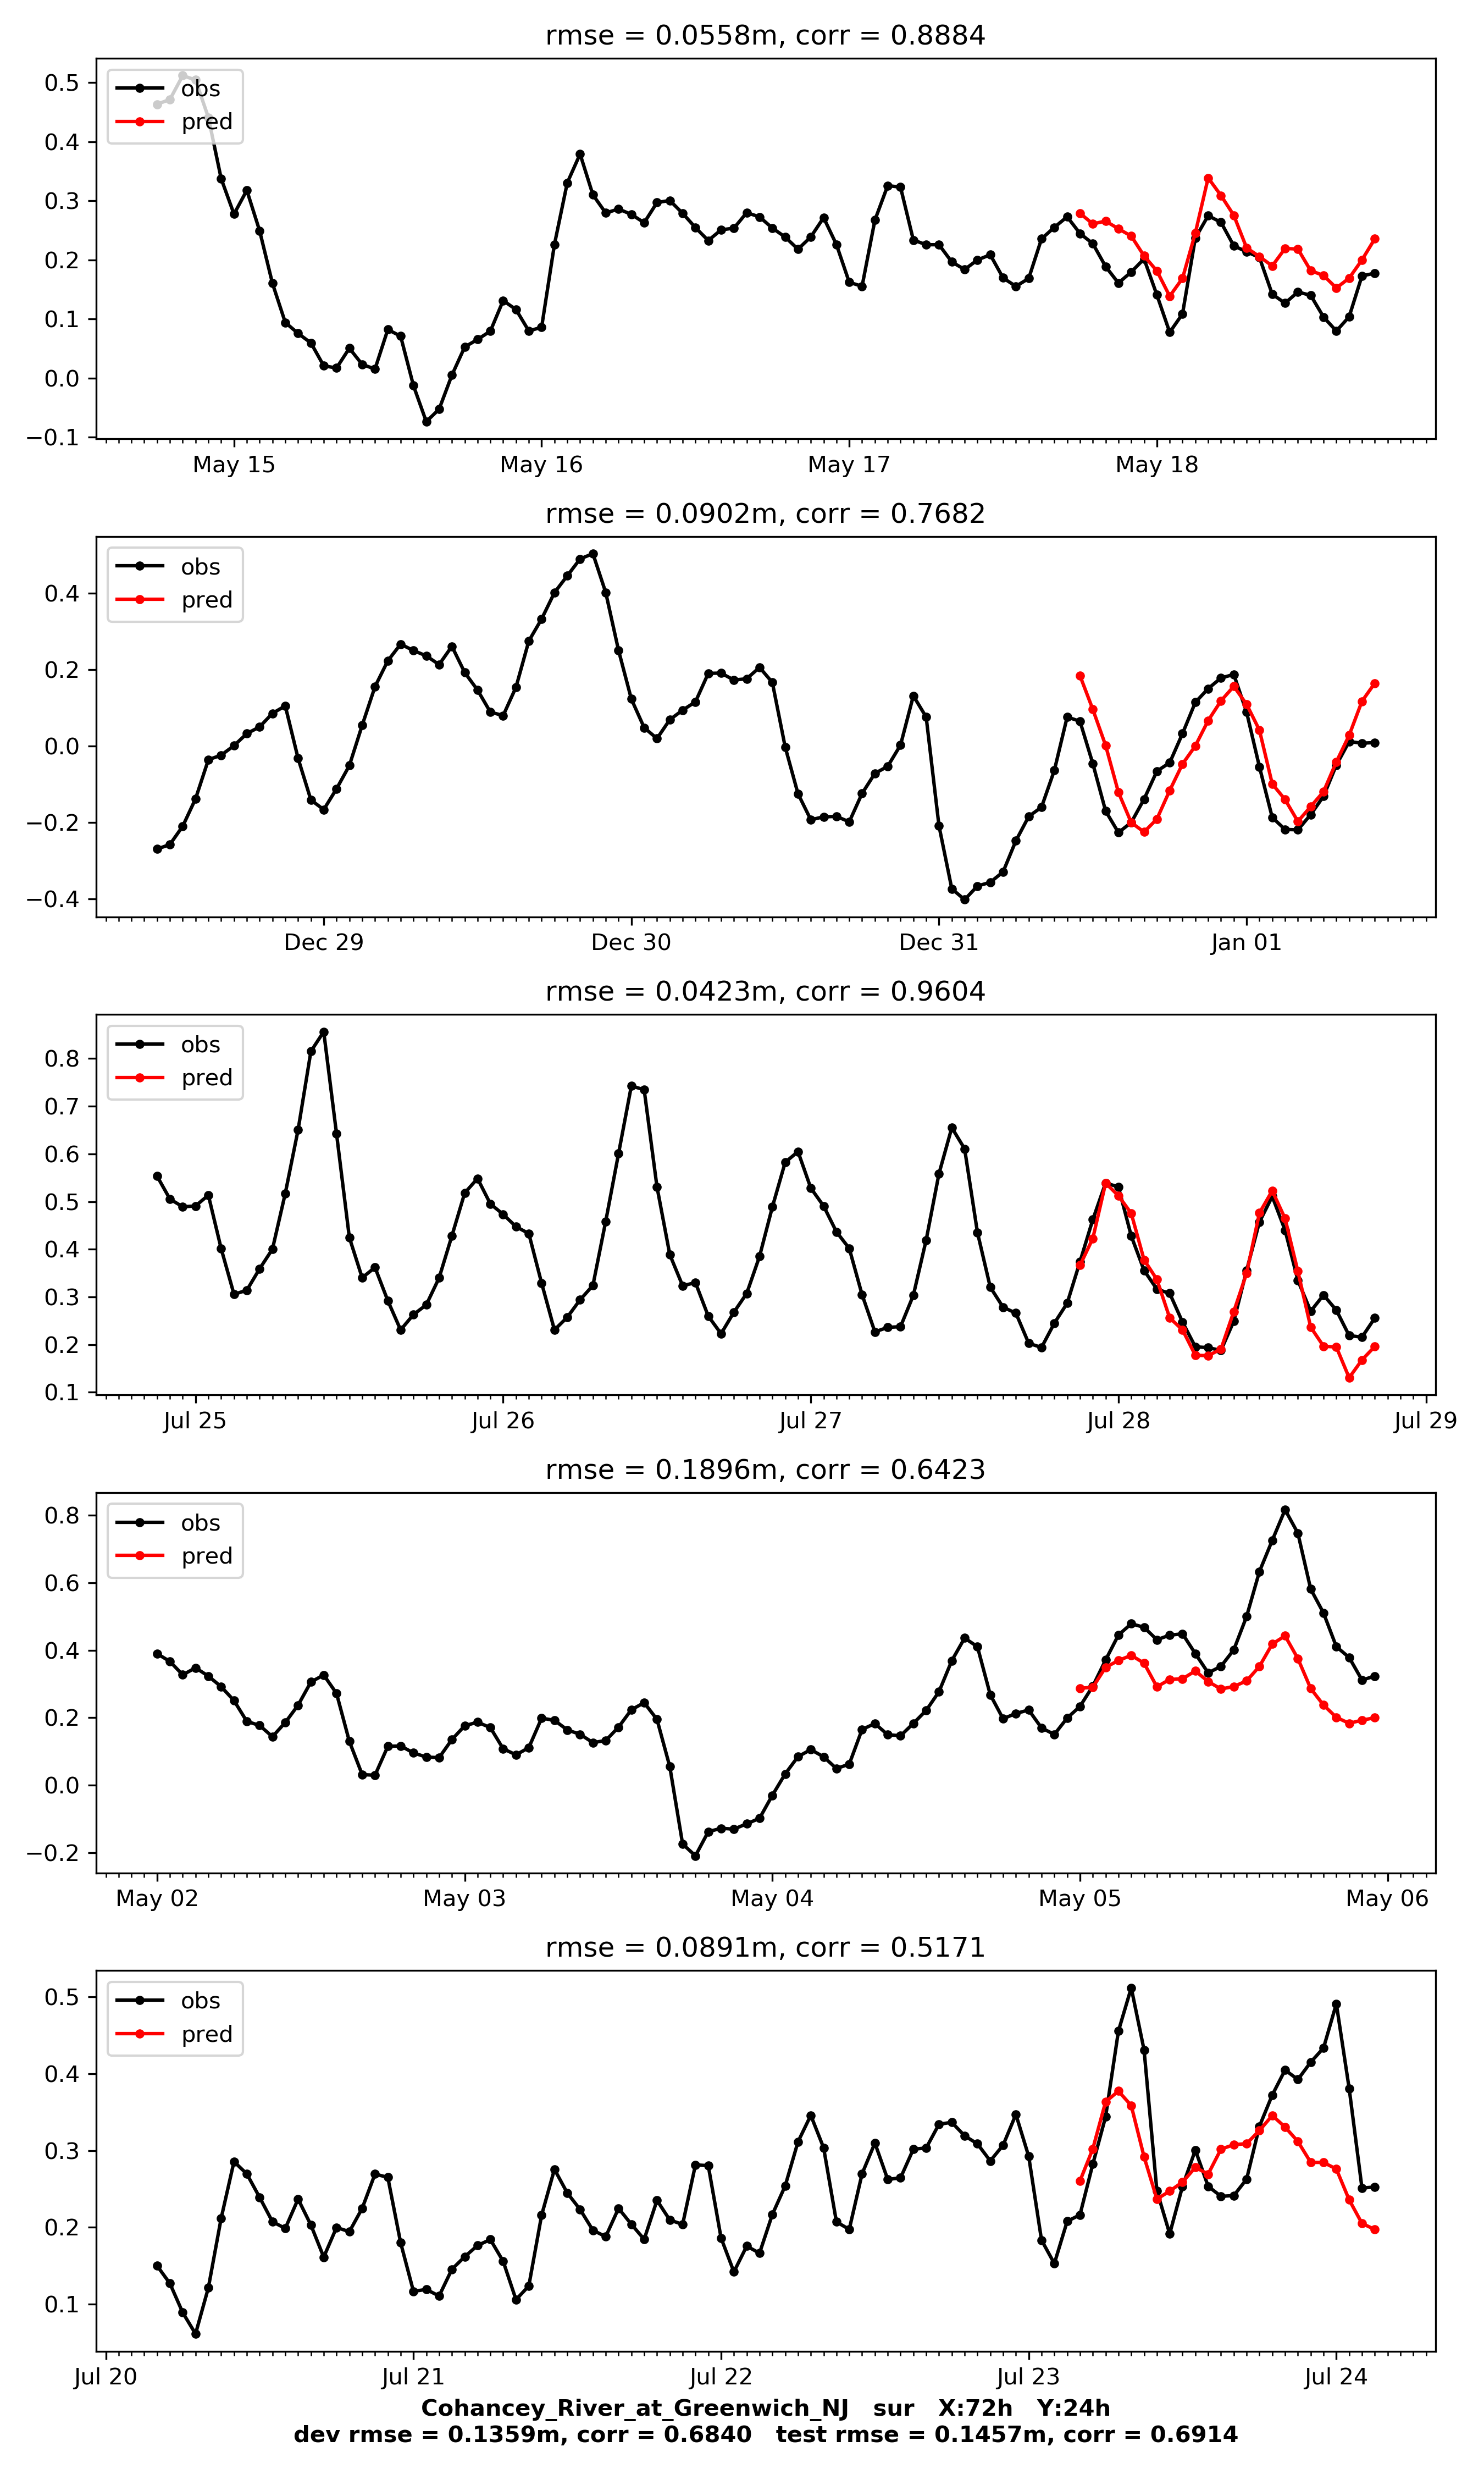 rmse = 0.0558m, corr = 0.8884
obs
pred
0.5
0.4
0.3
0.2
0.1
0.0
−0.1
May 15 May 16 May 17 May 18
rmse = 0.0902m, corr = 0.7682
obs
pred
0.4
0.2
0.0
−0.2
−0.4
Dec 29 Dec 30 Dec 31 Jan 01
rmse = 0.0423m, corr = 0.9604
obs
pred
0.8
0.7
0.6
0.5
0.4
0.3
0.2
0.1
Jul 25 Jul 26 Jul 27 Jul 28 Jul 29
rmse = 0.1896m, corr = 0.6423
obs
pred
0.8
0.6
0.4
0.2
0.0
−0.2
May 02 May 03 May 04 May 05 May 06
rmse = 0.0891m, corr = 0.5171
obs
pred
0.5
0.4
0.3
0.2
0.1
Jul 20 Jul 21 Jul 22 Jul 23 Jul 24
Cohancey_River_at_Greenwich_NJ sur X:72h Y:24h
dev rmse = 0.1359m, corr = 0.6840 test rmse = 0.1457m, corr = 0.6914